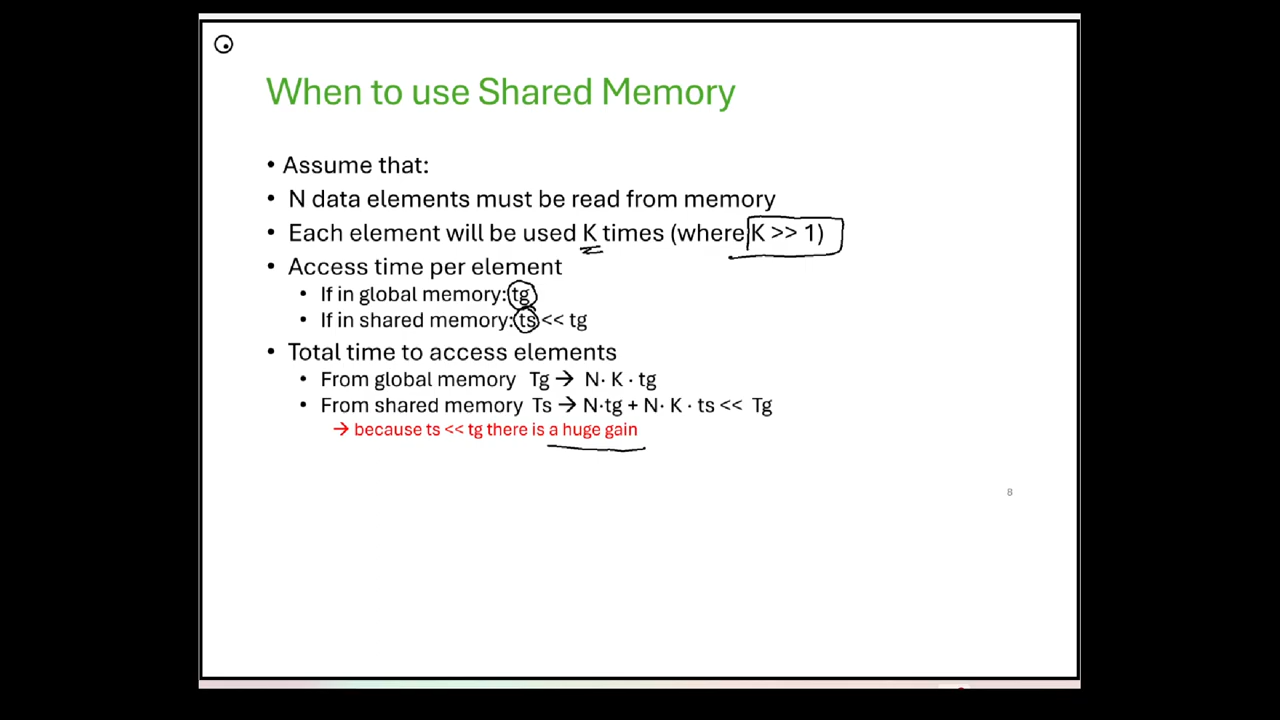 When to use Shared Memory
• Assume that:
• N data elements must be read from memory
• Each element will be used K times (where K >> 1)
• Access time per element
• If in global memory: tg
• If in shared memory: ts << tg
• Total time to access elements
• From global memory Tg → N· K · tg
• From shared memory Ts → N·tg + N· K · ts << Tg
→ because ts << tg there is a huge gain
8